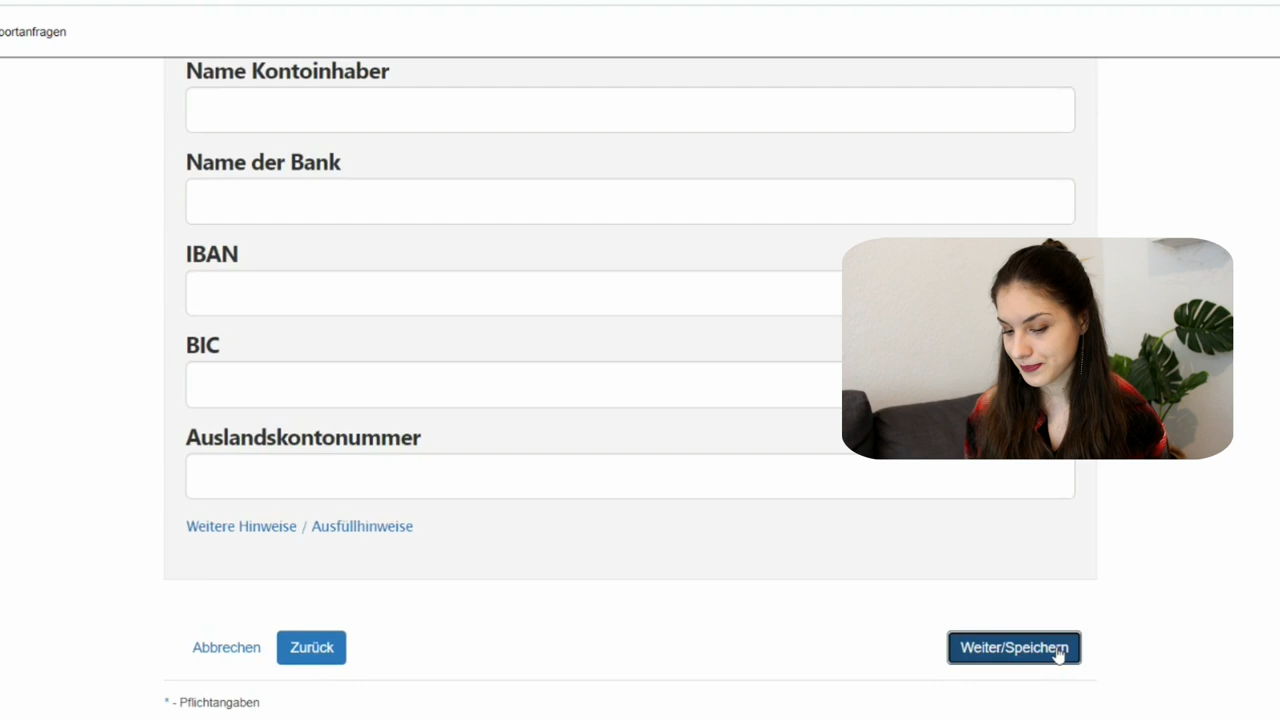 portanfragen
Name Kontoinhaber
Name der Bank
IBAN
BIC
Auslandskontonummer
Weitere Hinweise / Ausfüllhinweise
Abbrechen Zurück Weiter/Speichern
* - Pflichtangaben